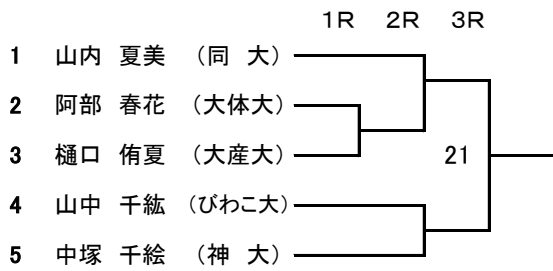 1R 2R 3R
1 山内 夏美 (同 大)
2 阿部 春花 (大体大)
3 樋口 侑夏 (大産大)
21
4 山中 千紘 (びわこ大)
5 中塚 千絵 (神 大)